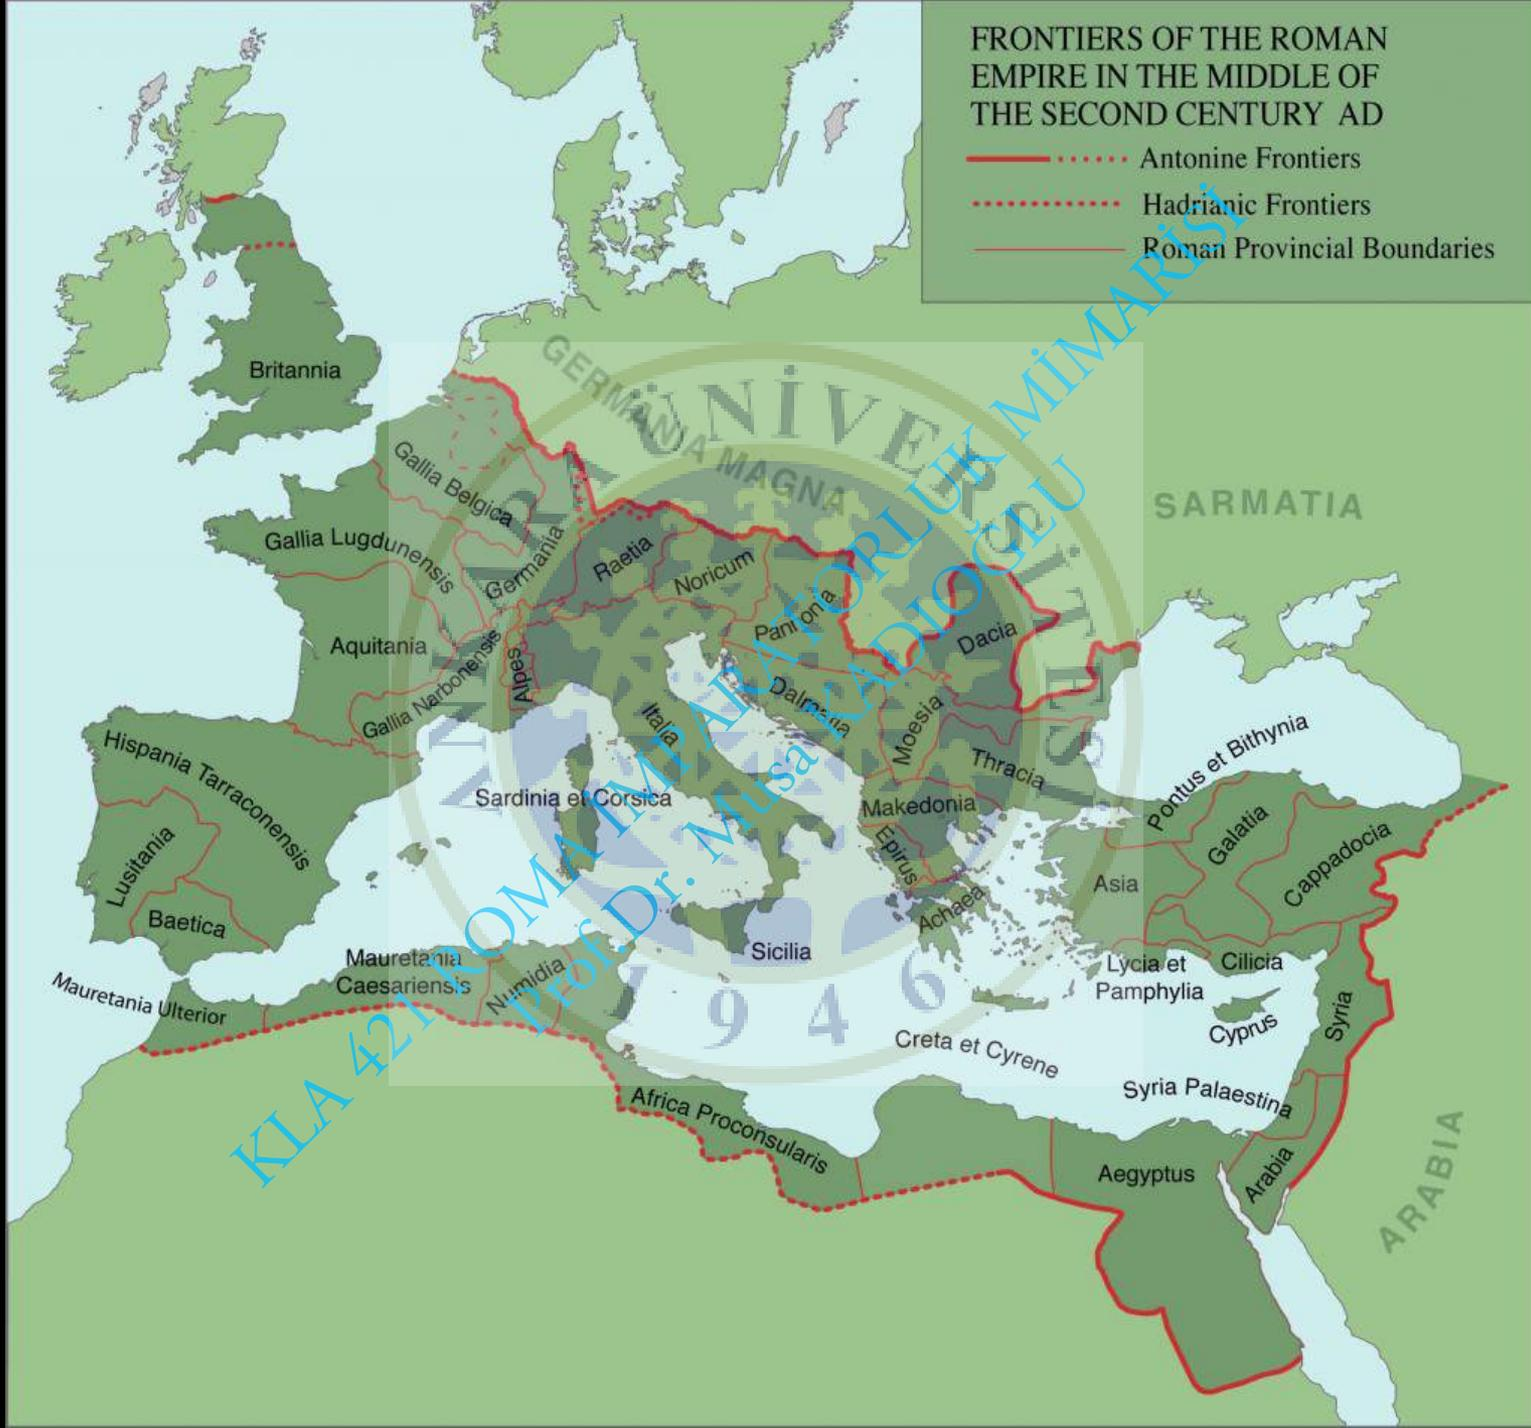 FRONTIERS OF THE ROMAN
EMPIRE IN THE MIDDLE OF
THE SECOND CENTURY AD
Antonine Frontiers
Hadrianic Frontiers
Roman Provincial Boundaries
Britannia
GERMANIA MAGNA
SARMATIA
Gallia Belgica
Gallia Lugdunensis
Germania
Raetia
Noricum
Pannonia
Dacia
Aquitania
Alpes
Gallia Narbonensis
Italia
Dalmatia
Moesia
Thracia
Pontus et Bithynia
Hispania Tarraconensis
Sardinia et Corsica
Makedonia
Epirus
Galatia
Cappadocia
Lusitania
Asia
Achaea
Baetica
Sicilia
Mauretania
Caesariensis
Numidia
Lycia et
Pamphylia
Cilicia
Mauretania Ulterior
Cyprus
Syria
Creta et Cyrene
Syria Palaestina
Africa Proconsularis
Aegyptus
Arabia
ARABIA
ANKARA ÜNİVERSİTESİ
1946
KLA 421 ROMA İMPARATORLUK MİMARİSİ
Prof.Dr. Musa KADIOĞLU